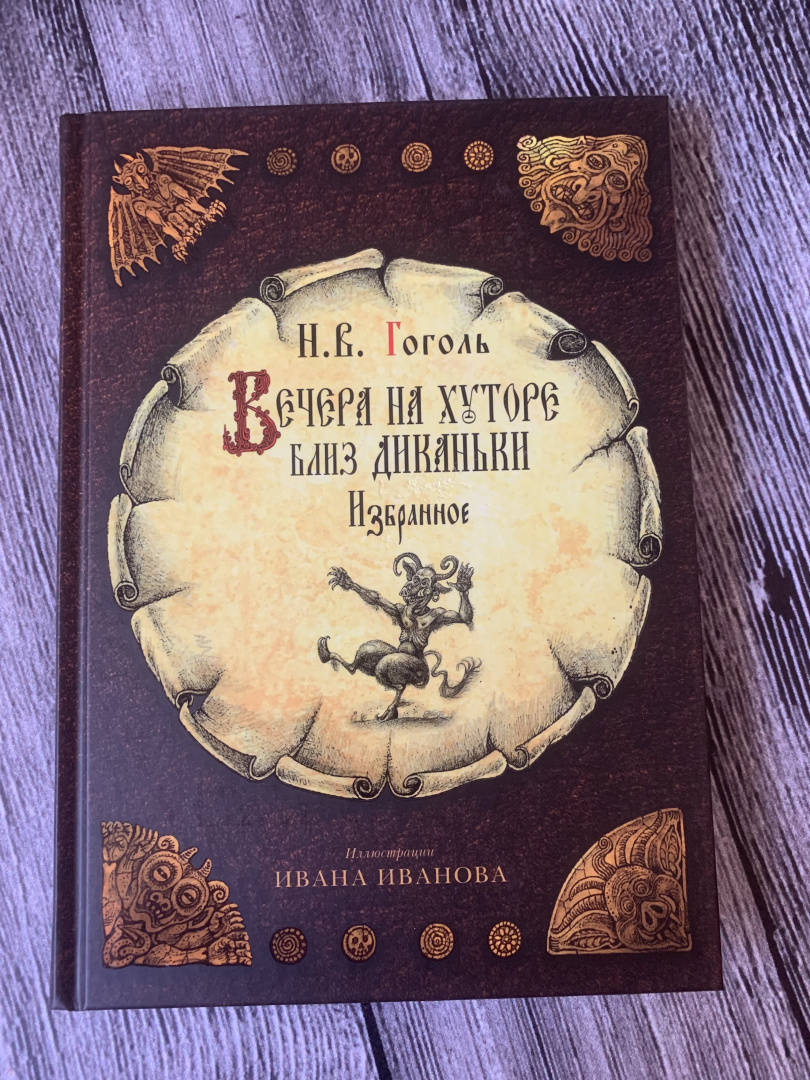 Н.В. Гоголь
Вечера на хуторе
близ Диканьки
Избранное
Иллюстрации
ИВАНА ИВАНОВА